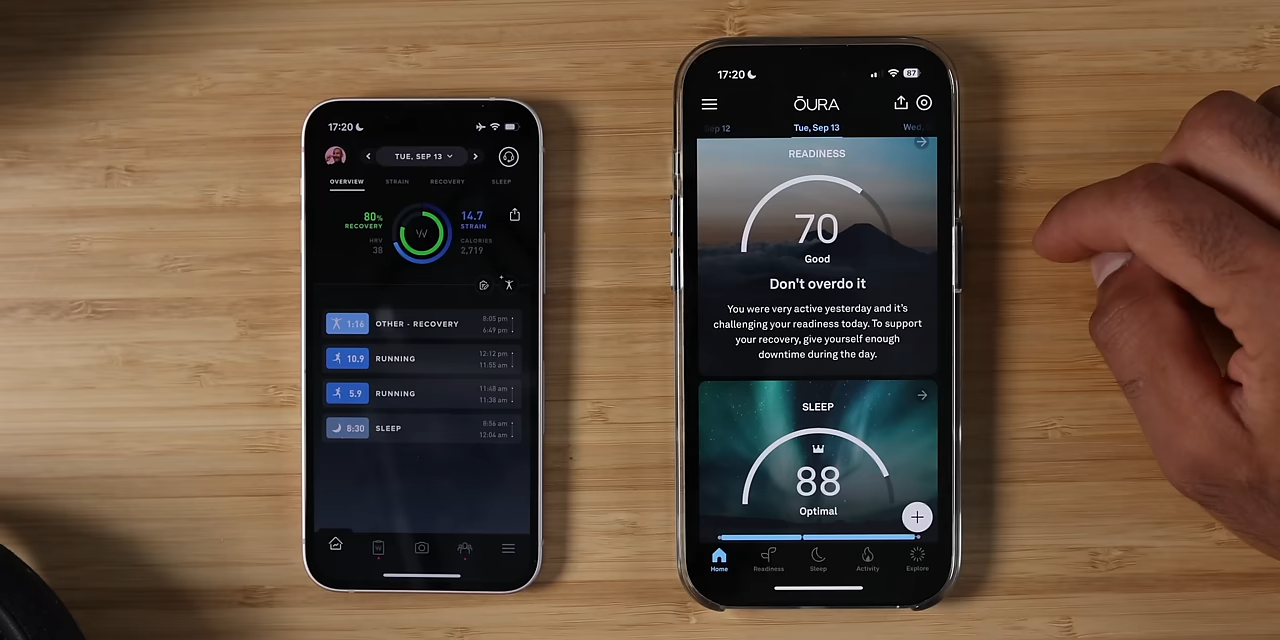 17:20
TUE, SEP 13
OVERVIEW STRAIN RECOVERY SLEEP
80%
RECOVERY
HRV
38
W
14.7
STRAIN
CALORIES
2,719
1:16 OTHER - RECOVERY
8:05 pm
6:49 pm
10.9 RUNNING
12:12 pm
11:55 am
5.9 RUNNING
11:48 am
11:38 am
8:30 SLEEP
8:56 am
12:04 am
W
17:20
87
ŌURA
Sep 12 Tue, Sep 13 Wed,
READINESS
70
Good
Don't overdo it
You were very active yesterday and it's
challenging your readiness today. To support
your recovery, give yourself enough
downtime during the day.
SLEEP
88
Optimal
Home Readiness Sleep Activity Explore